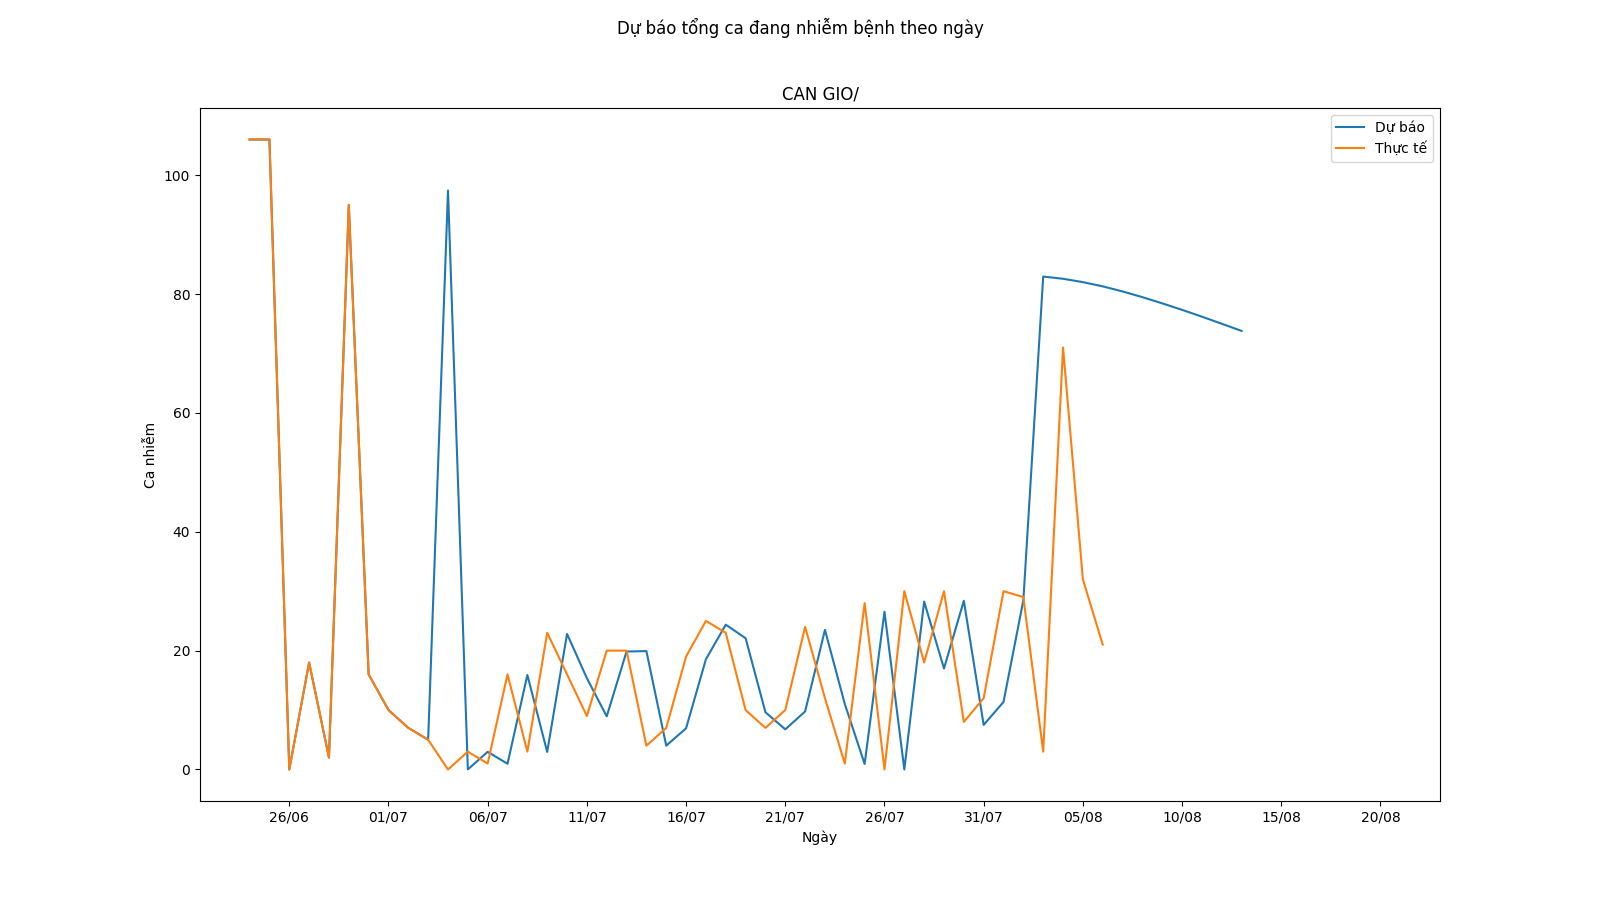 Dự báo tổng ca đang nhiễm bệnh theo ngày
CAN GIO/
Dự báo
Thực tế
100
80
60
40
20
0
Ca nhiễm
26/06 01/07 06/07 11/07 16/07 21/07 26/07 31/07 05/08 10/08 15/08 20/08
Ngày